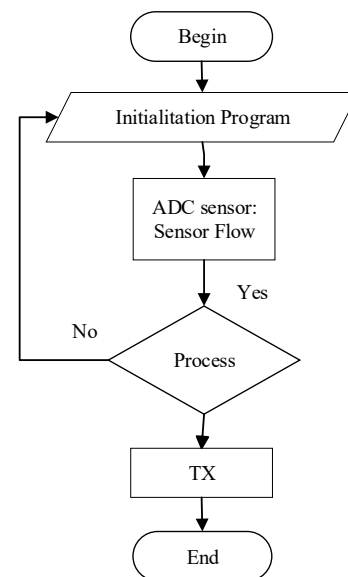 Begin
Initialitation Program
ADC sensor:
Sensor Flow
Yes
No
Process
TX
End